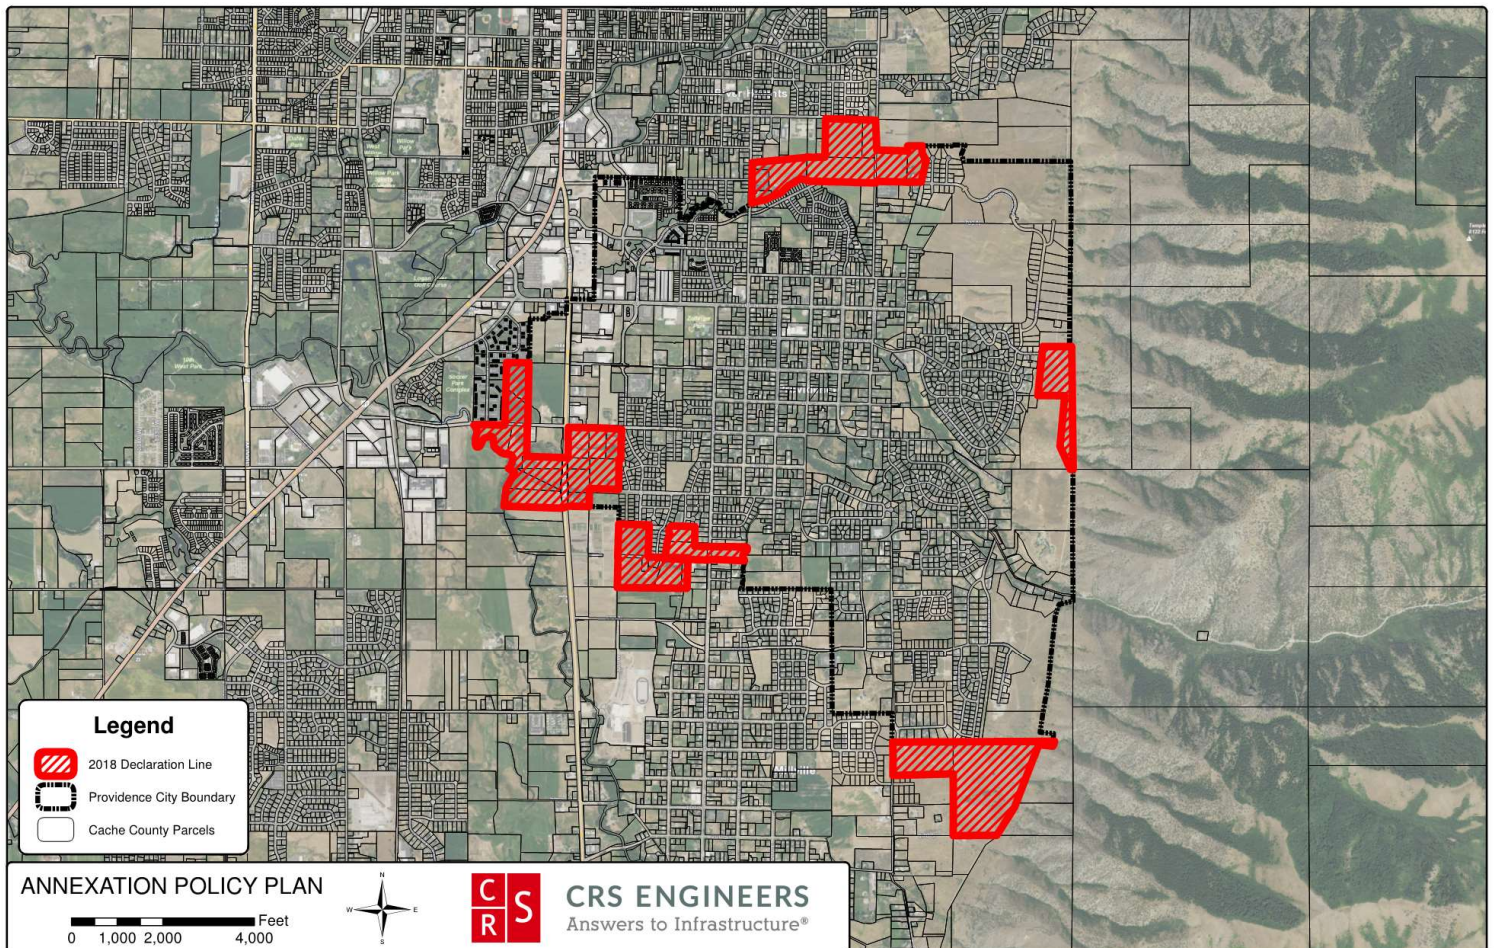 Legend
2018 Declaration Line
Providence City Boundary
Cache County Parcels
ANNEXATION POLICY PLAN
Feet
0 1,000 2,000 4,000
N
W E
S
C
R
S
CRS ENGINEERS
Answers to Infrastructure®